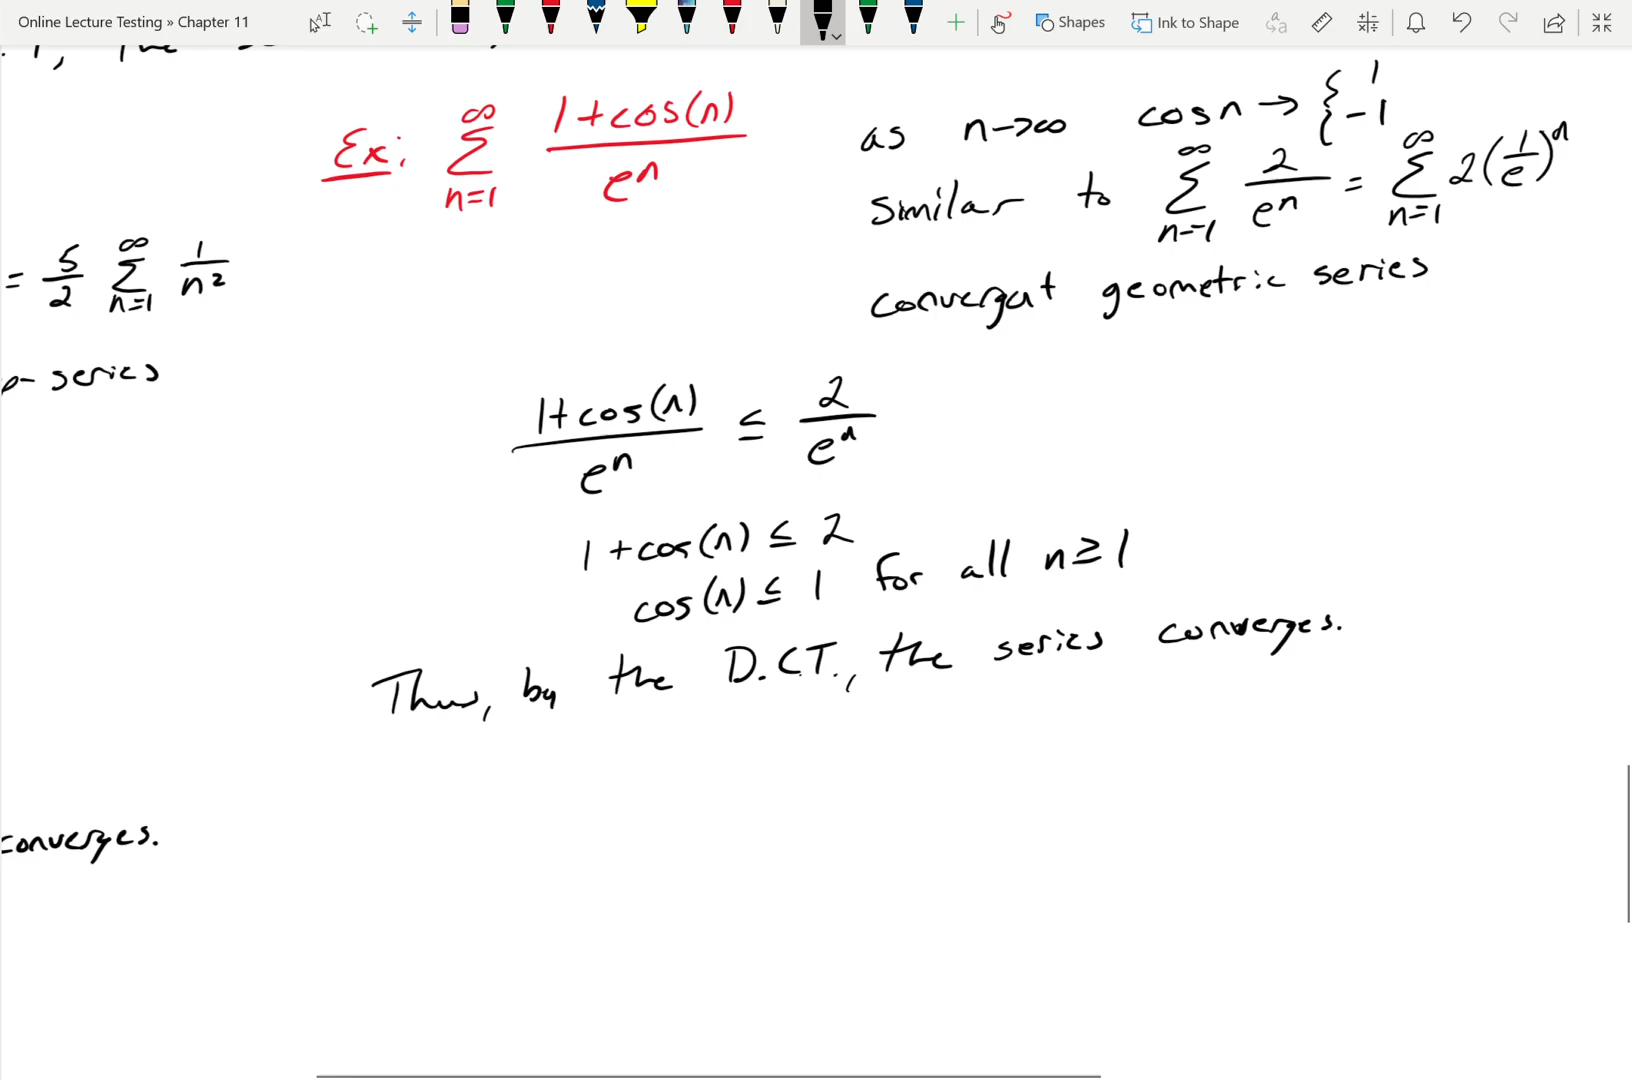 Online Lecture Testing » Chapter 11
Shapes
Ink to Shape
Ex: ∞ Σ n=1 (1+cos(n))/e^n
as n→∞ cosn → { 1 -1
similar to ∞ Σ n=1 2/e^n = ∞ Σ n=1 2(1/e)^n
convergent geometric series
= 5/2 ∞ Σ n=1 1/n²
p-series
(1+cos(n))/e^n ≤ 2/e^n
1+cos(n) ≤ 2
cos(n) ≤ 1 for all n≥1
Thus, by the D.C.T., the series converges.
converges.